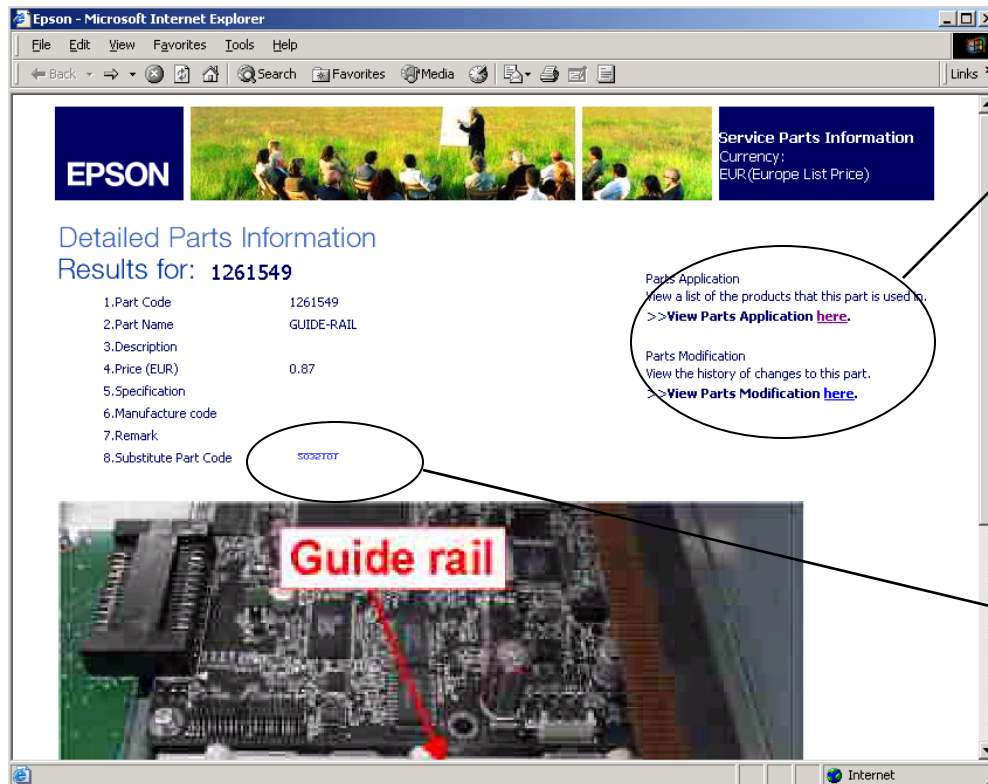 Epson - Microsoft Internet Explorer
File Edit View Favorites Tools Help
Back Search Favorites Media Links
EPSON
Service Parts Information
Currency:
EUR(Europe List Price)
Detailed Parts Information
Results for: 1261549
1.Part Code 1261549
2.Part Name GUIDE-RAIL
3.Description
4.Price (EUR) 0.87
5.Specification
6.Manufacture code
7.Remark
8.Substitute Part Code
Parts Application
View a list of the products that this part is used in.
>>View Parts Application here.
Parts Modification
View the history of changes to this part.
>>View Parts Modification here.
Guide rail
Internet